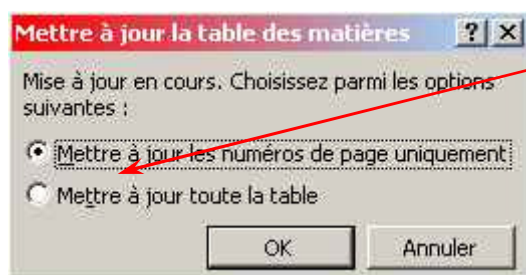 Mettre à jour la table des matières
Mise à jour en cours. Choisissez parmi les options
suivantes :
Mettre à jour les numéros de page uniquement
Mettre à jour toute la table
OK Annuler